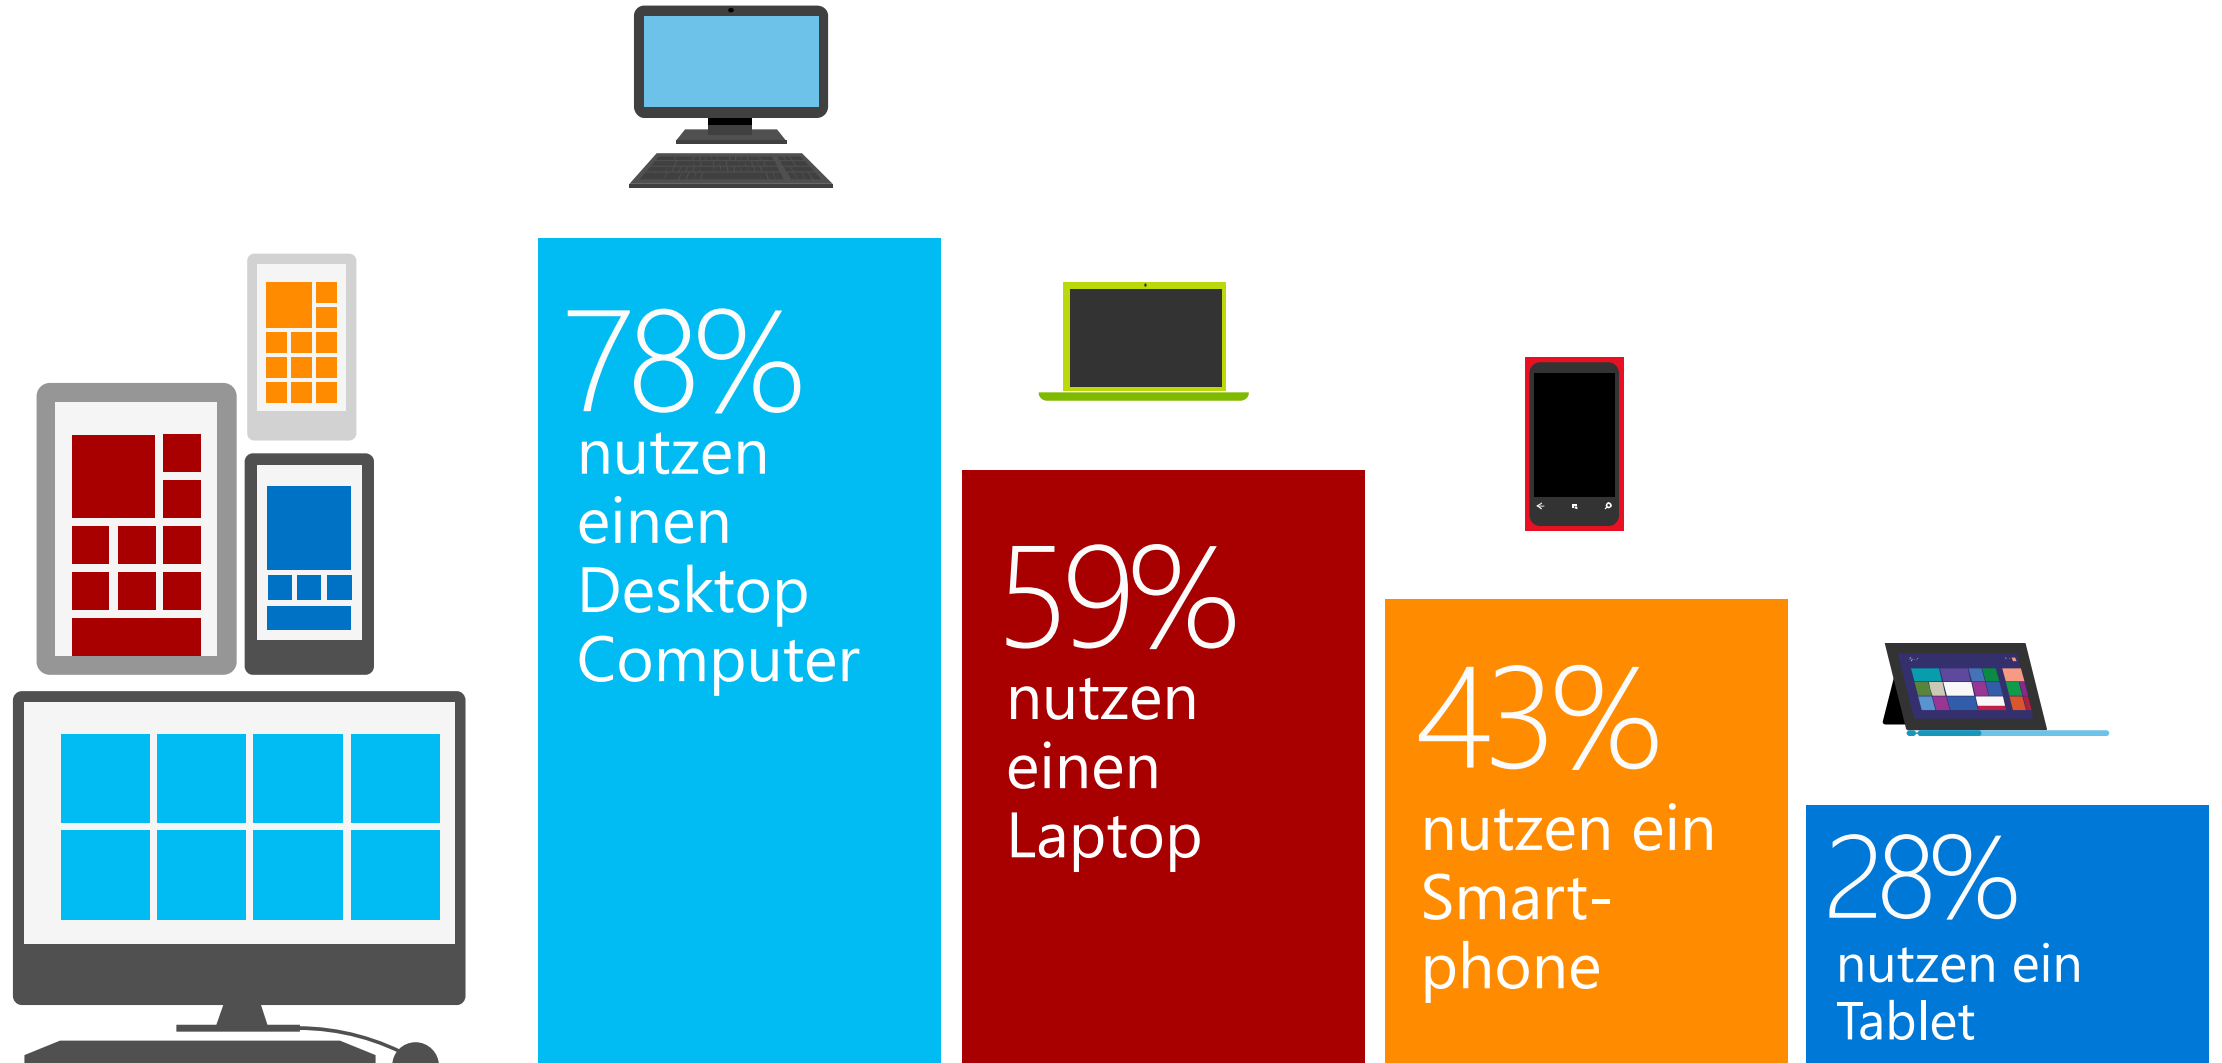 78%
nutzen
einen
Desktop
Computer
59%
nutzen
einen
Laptop
43%
nutzen ein
Smart-
phone
28%
nutzen ein
Tablet